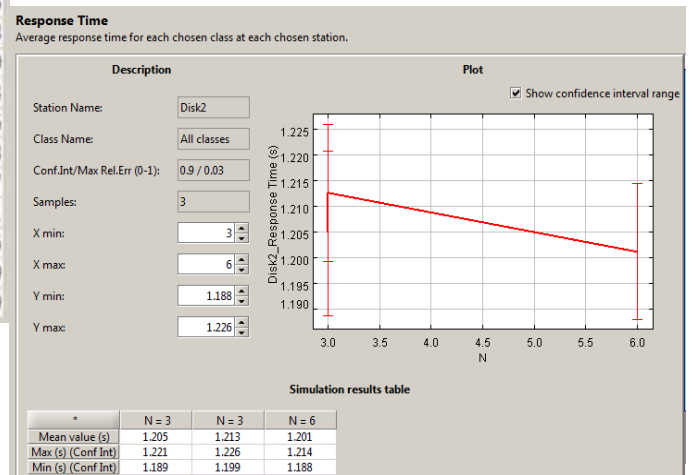 Response Time
Average response time for each chosen class at each chosen station.
Description
Station Name: Disk2
Class Name: All classes
Conf.Int/Max Rel.Err (0-1): 0.9 / 0.03
Samples: 3
X min: 3
X max: 6
Y min: 1.188
Y max: 1.226
Plot
Show confidence interval range
Disk2_Response Time (s)
1.225
1.220
1.215
1.210
1.205
1.200
1.195
1.190
3.0 3.5 4.0 4.5 5.0 5.5 6.0
N
Simulation results table
* N = 3 N = 3 N = 6
Mean value (s) 1.205 1.213 1.201
Max (s) (Conf Int) 1.221 1.226 1.214
Min (s) (Conf Int) 1.189 1.199 1.188